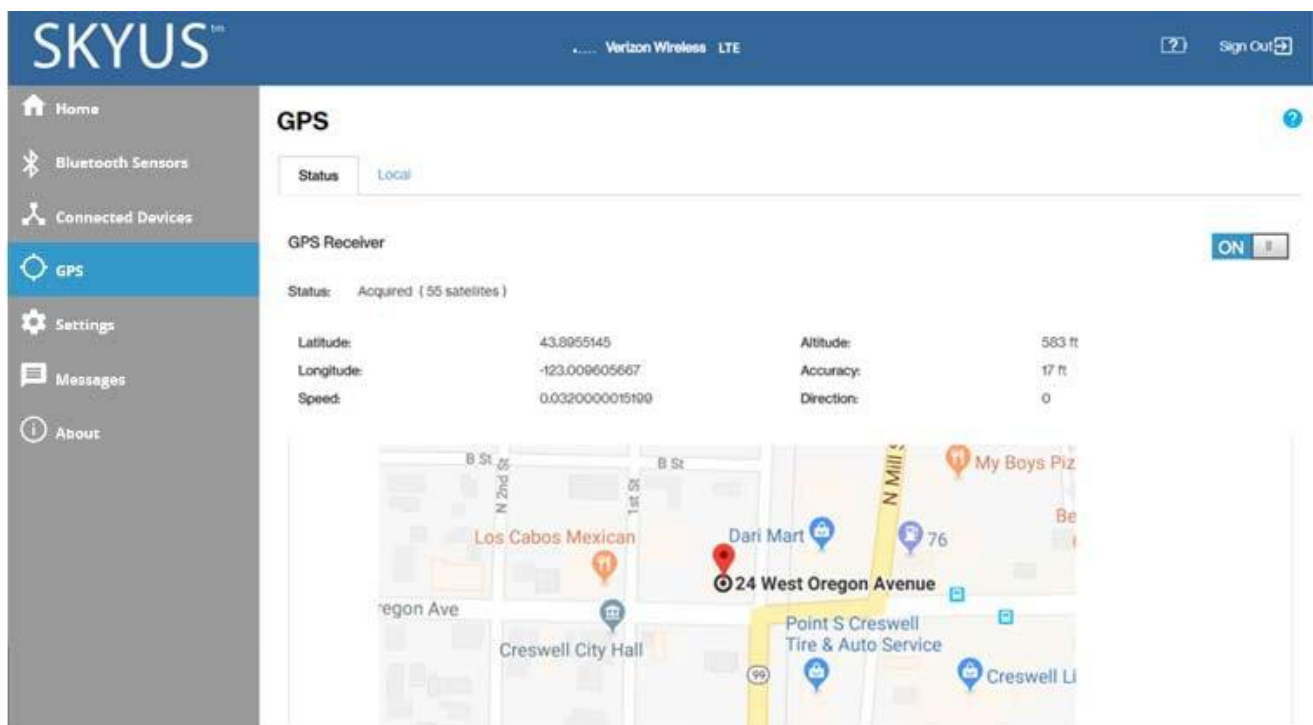 SKYUS™
Verizon Wireless LTE
Sign Out
Home
Bluetooth Sensors
Connected Devices
GPS
Settings
Messages
About
GPS
Status Local
GPS Receiver
ON
Status: Acquired ( 55 satellites )
Latitude: 43.8955145 Altitude: 583 ft
Longitude: -123.009605667 Accuracy: 17 ft
Speed: 0.0320000015199 Direction: 0
B St
B St
N 2nd St
1st St
N Mill S
My Boys Piz
Be
Los Cabos Mexican
Dari Mart
76
24 West Oregon Avenue
regon Ave
Creswell City Hall
Point S Creswell
Tire & Auto Service
99
Creswell Li